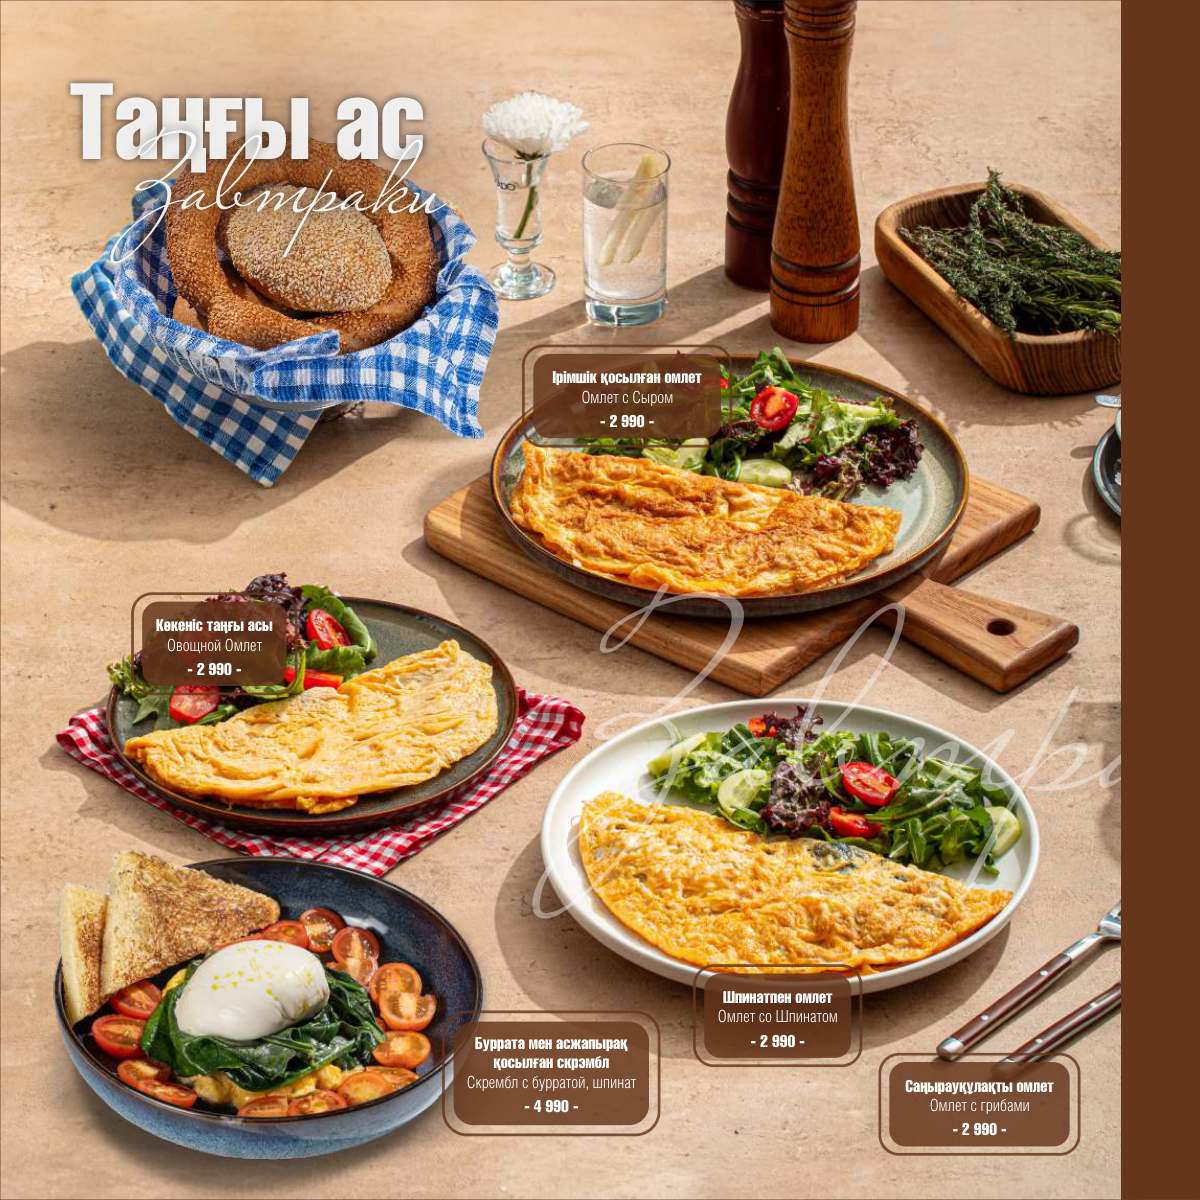 Таңғы ас
Завтраки
Ірімшік қосылған омлет
Омлет с Сыром
- 2 990 -
Көкеніс таңғы асы
Овощной Омлет
- 2 990 -
Шпинатпен омлет
Омлет со Шпинатом
- 2 990 -
Буррата мен асжапырақ
қосылған скрэмбл
Скрембл с бурратой, шпинат
- 4 990 -
Саңырауқұлақты омлет
Омлет с грибами
- 2 990 -